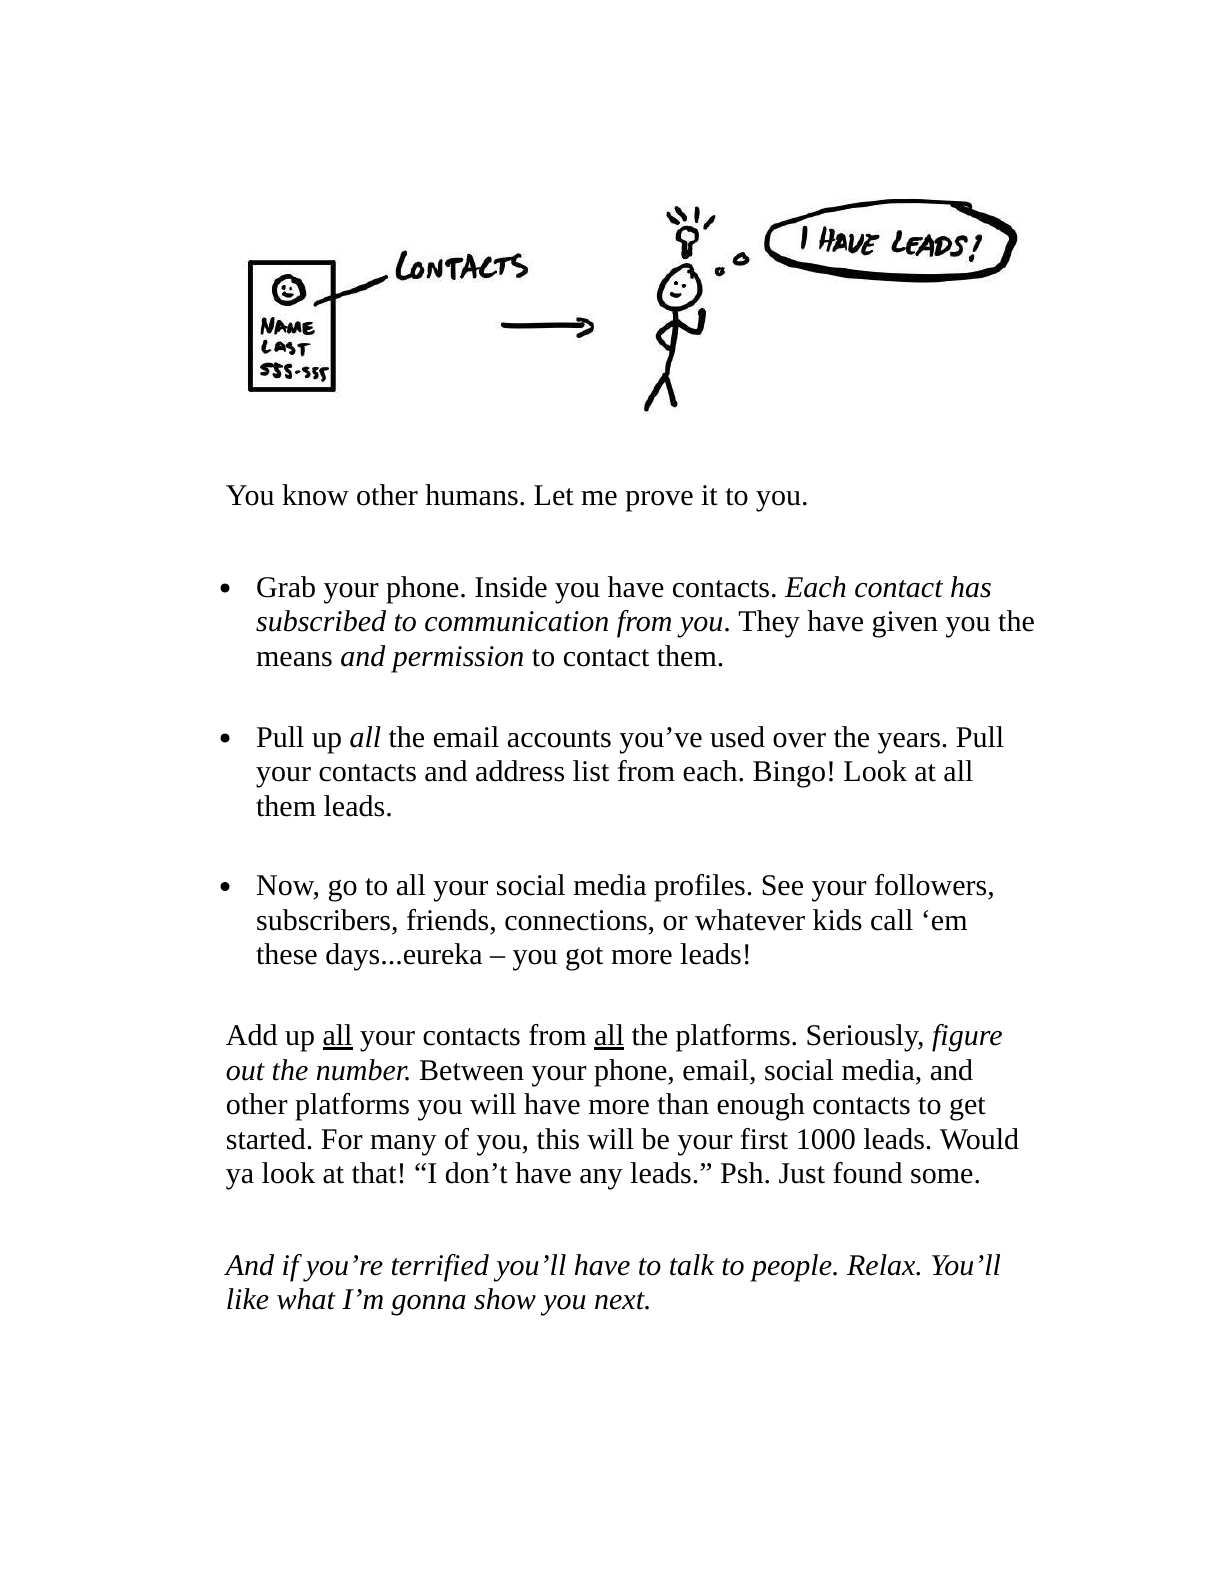 I HAVE LEADS!
CONTACTS
NAME
LAST
555-555
You know other humans. Let me prove it to you.
• Grab your phone. Inside you have contacts. Each contact has
subscribed to communication from you. They have given you the
means and permission to contact them.
• Pull up all the email accounts you’ve used over the years. Pull
your contacts and address list from each. Bingo! Look at all
them leads.
• Now, go to all your social media profiles. See your followers,
subscribers, friends, connections, or whatever kids call ‘em
these days...eureka – you got more leads!
Add up all your contacts from all the platforms. Seriously, figure
out the number. Between your phone, email, social media, and
other platforms you will have more than enough contacts to get
started. For many of you, this will be your first 1000 leads. Would
ya look at that! “I don’t have any leads.” Psh. Just found some.
And if you’re terrified you’ll have to talk to people. Relax. You’ll
like what I’m gonna show you next.